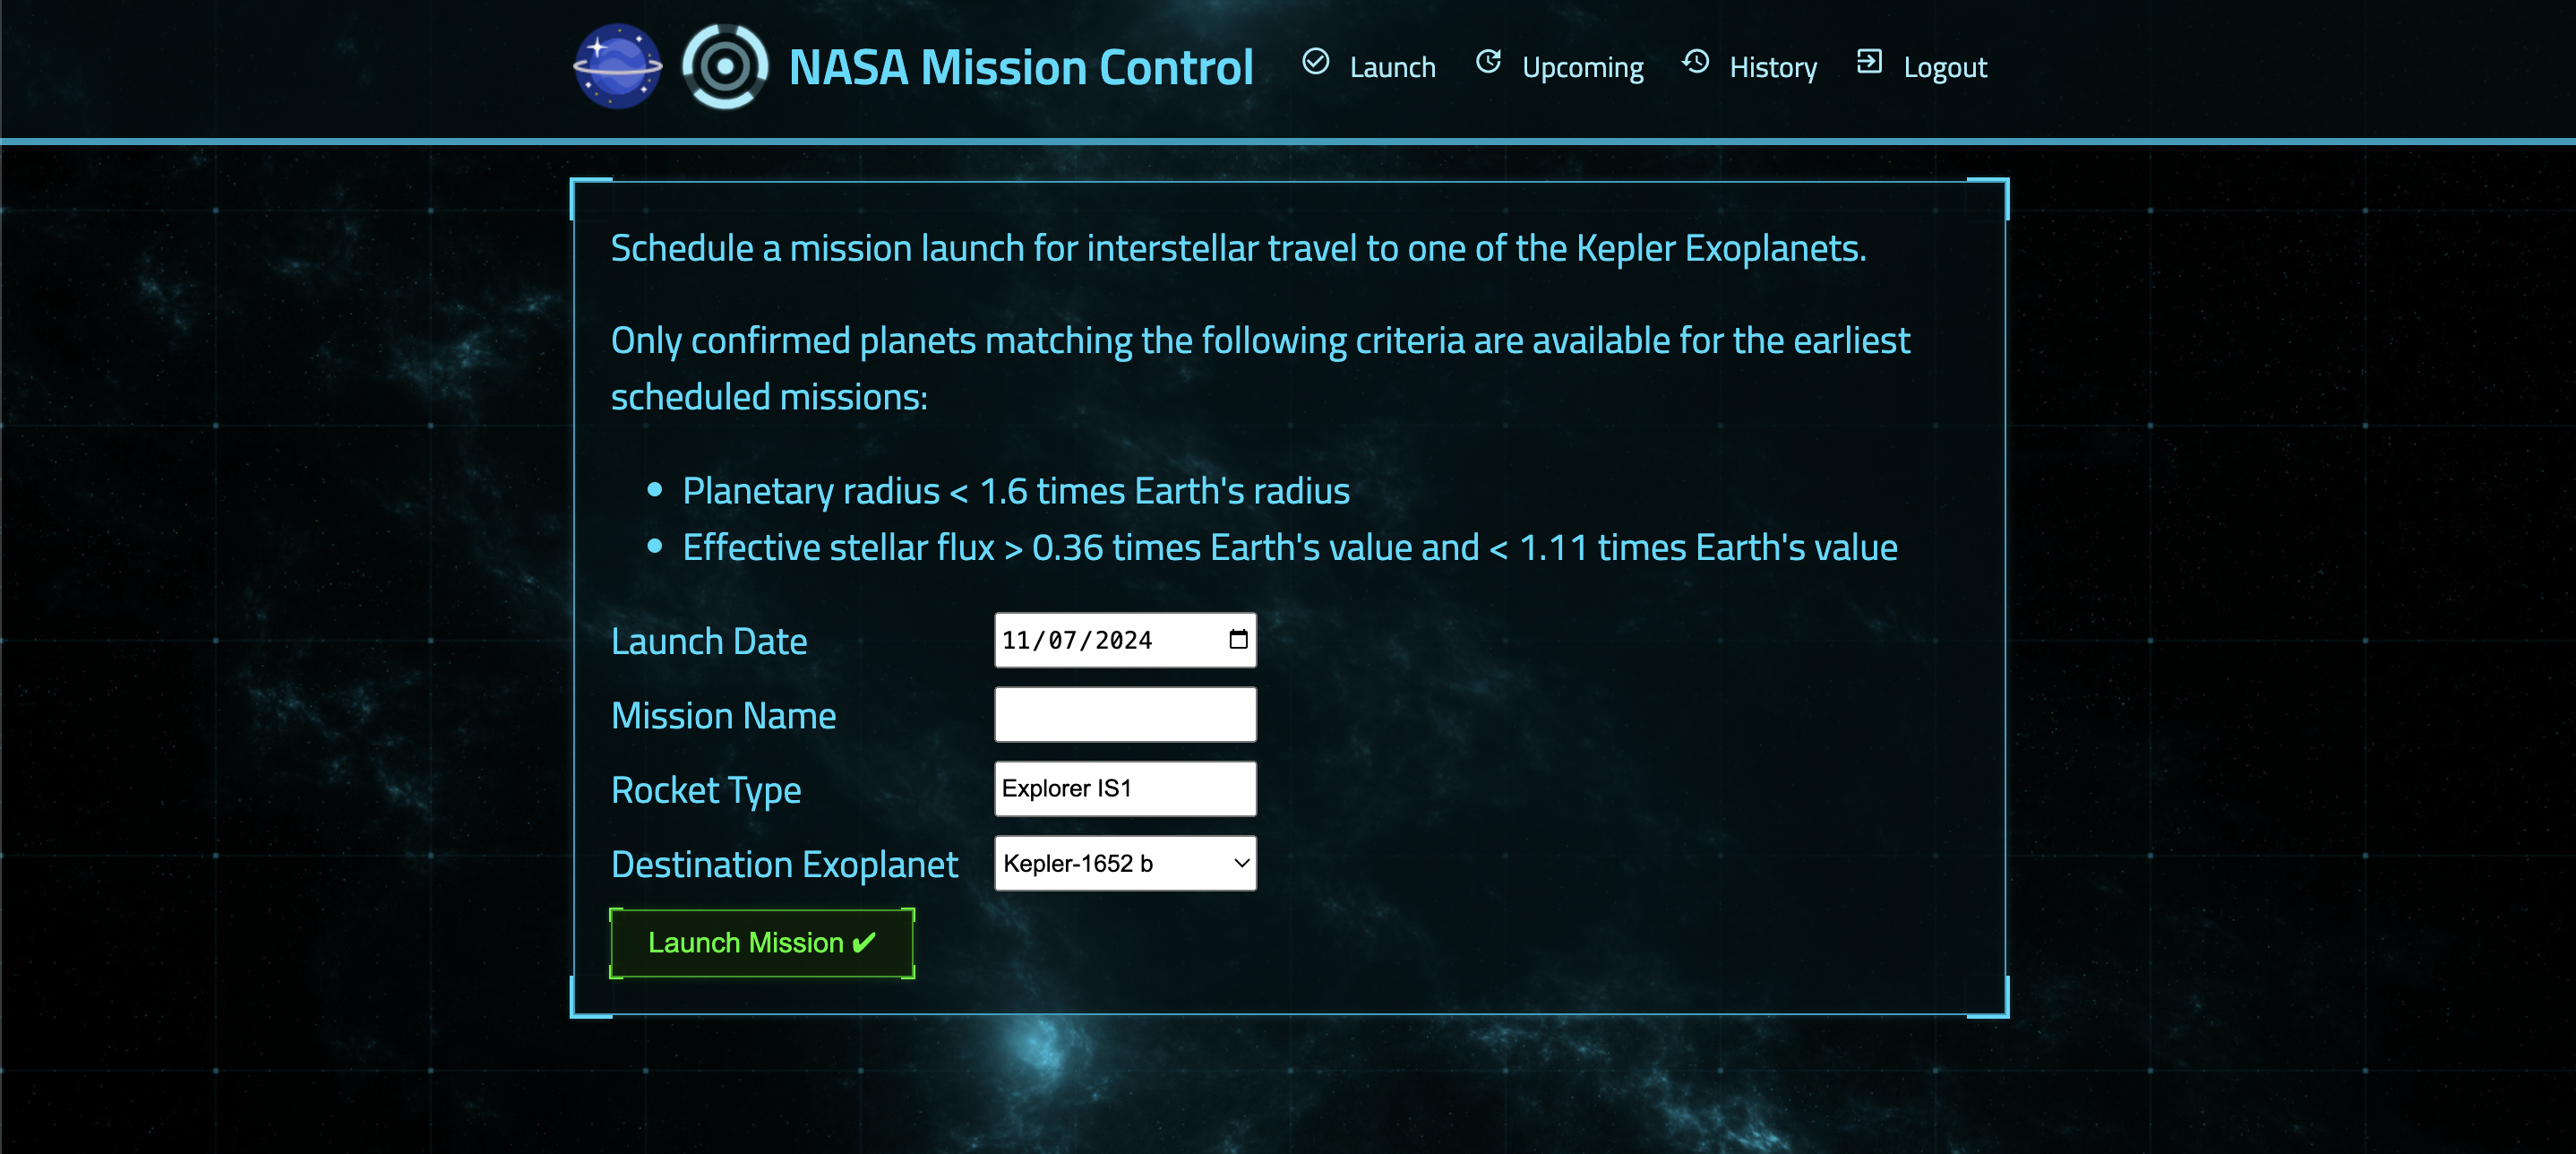 NASA Mission Control
Launch
Upcoming
History
Logout
Schedule a mission launch for interstellar travel to one of the Kepler Exoplanets.
Only confirmed planets matching the following criteria are available for the earliest
scheduled missions:
• Planetary radius < 1.6 times Earth's radius
• Effective stellar flux > 0.36 times Earth's value and < 1.11 times Earth's value
Launch Date 11/07/2024
Mission Name
Rocket Type Explorer IS1
Destination Exoplanet Kepler-1652 b
Launch Mission ✔